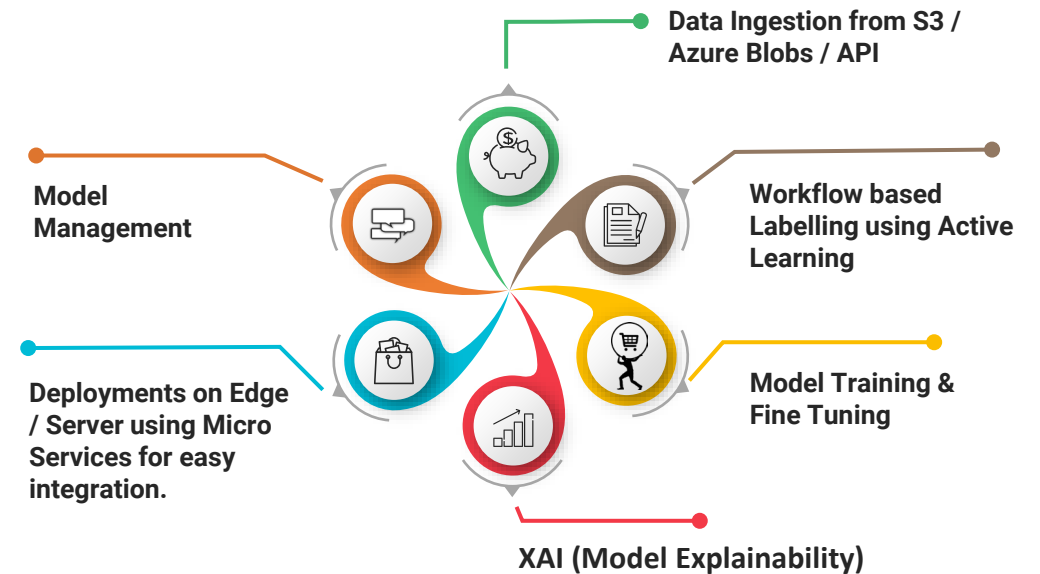 Data Ingestion from S3 /
Azure Blobs / API
Workflow based
Labelling using Active
Learning
Model Training &
Fine Tuning
XAI (Model Explainability)
Deployments on Edge
/ Server using Micro
Services for easy
integration.
Model
Management
$